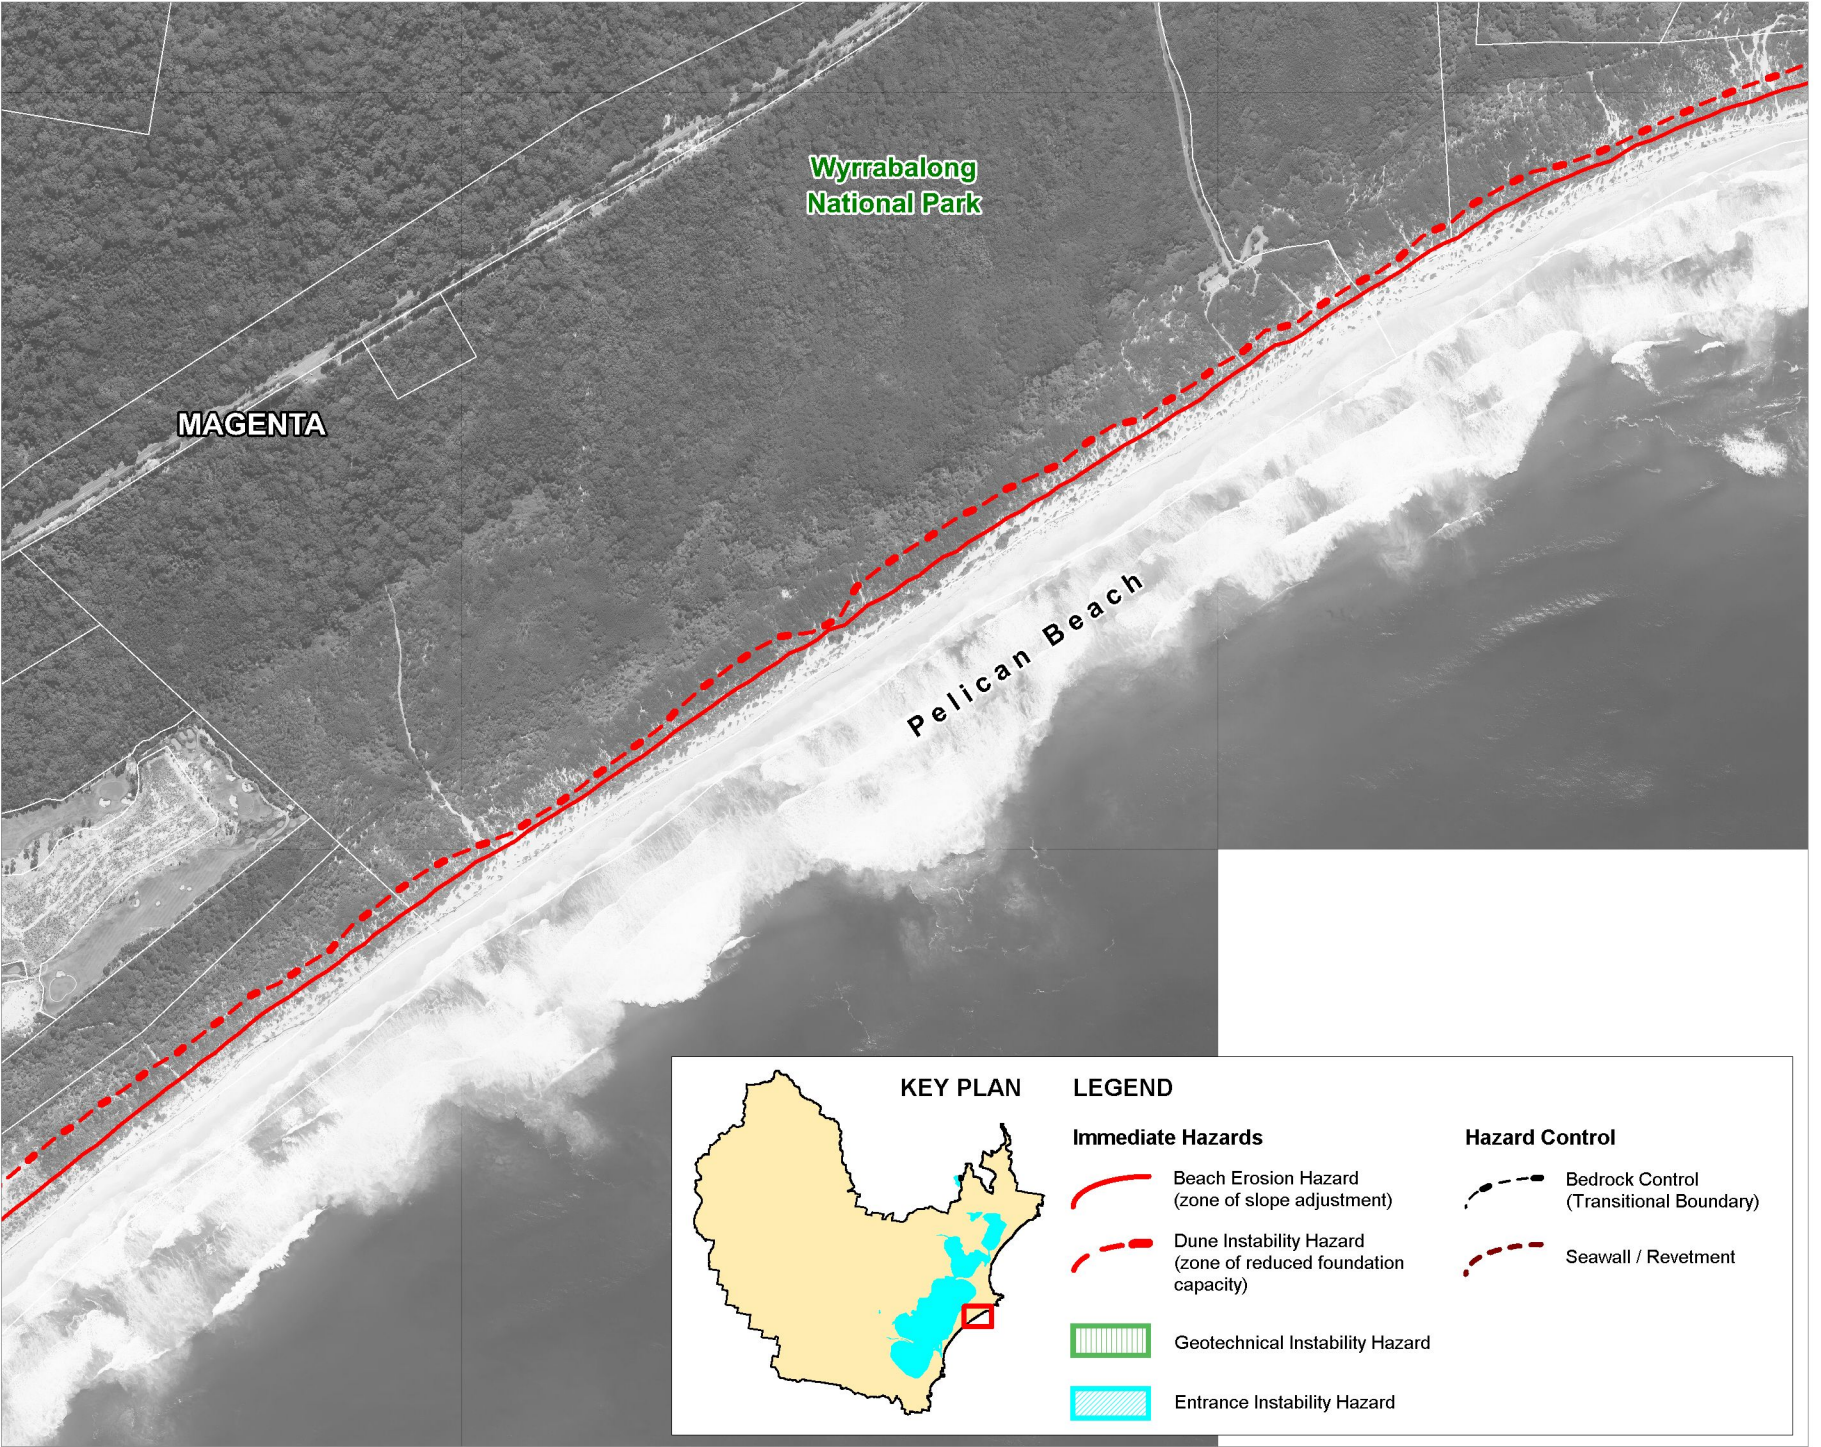 Wyrrabalong
National Park
MAGENTA
Pelican Beach
KEY PLAN
LEGEND
Immediate Hazards
Beach Erosion Hazard
(zone of slope adjustment)
Dune Instability Hazard
(zone of reduced foundation
capacity)
Geotechnical Instability Hazard
Entrance Instability Hazard
Hazard Control
Bedrock Control
(Transitional Boundary)
Seawall / Revetment